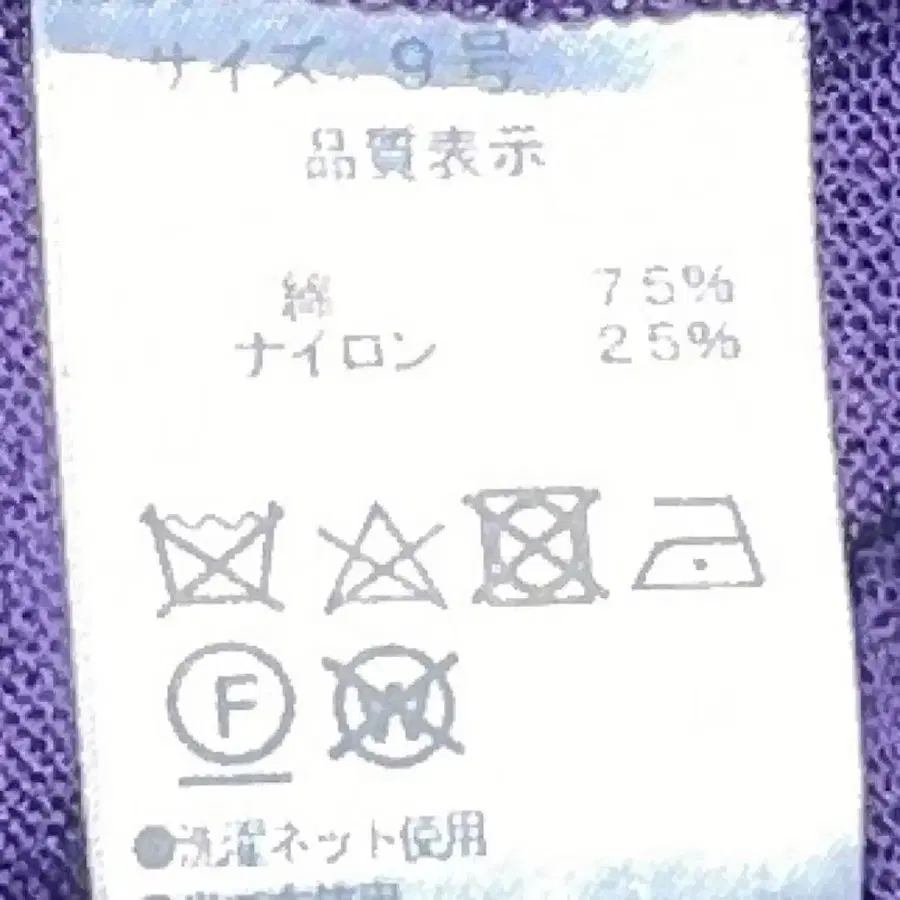 サイズ 9号
品質表示
綿 75%
ナイロン 25%
F W
●洗濯ネット使用